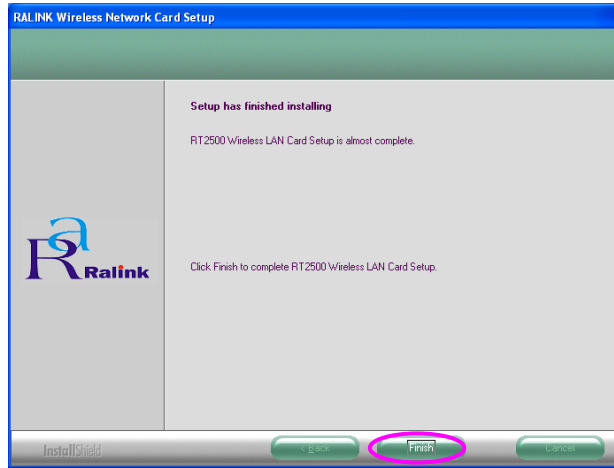 RALINK Wireless Network Card Setup
Setup has finished installing
RT2500 Wireless LAN Card Setup is almost complete.
Ra
Ralink
Click Finish to complete RT2500 Wireless LAN Card Setup.
InstallShield
< Back
Finish
Cancel